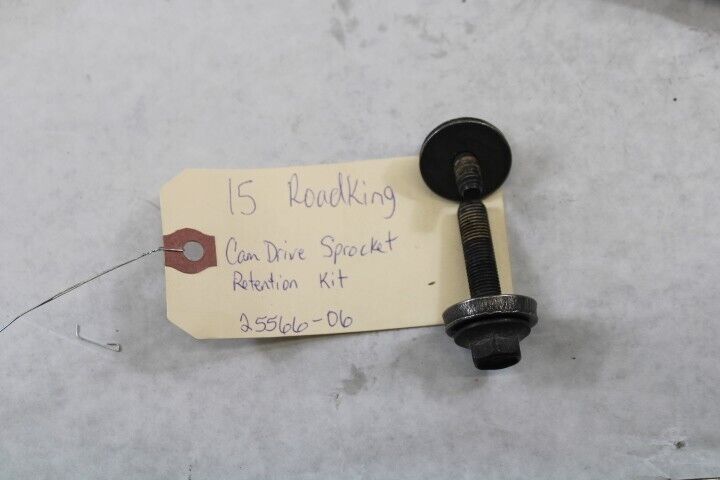 15 RoadKing
Cam Drive Sprocket
Retention Kit
25566-06